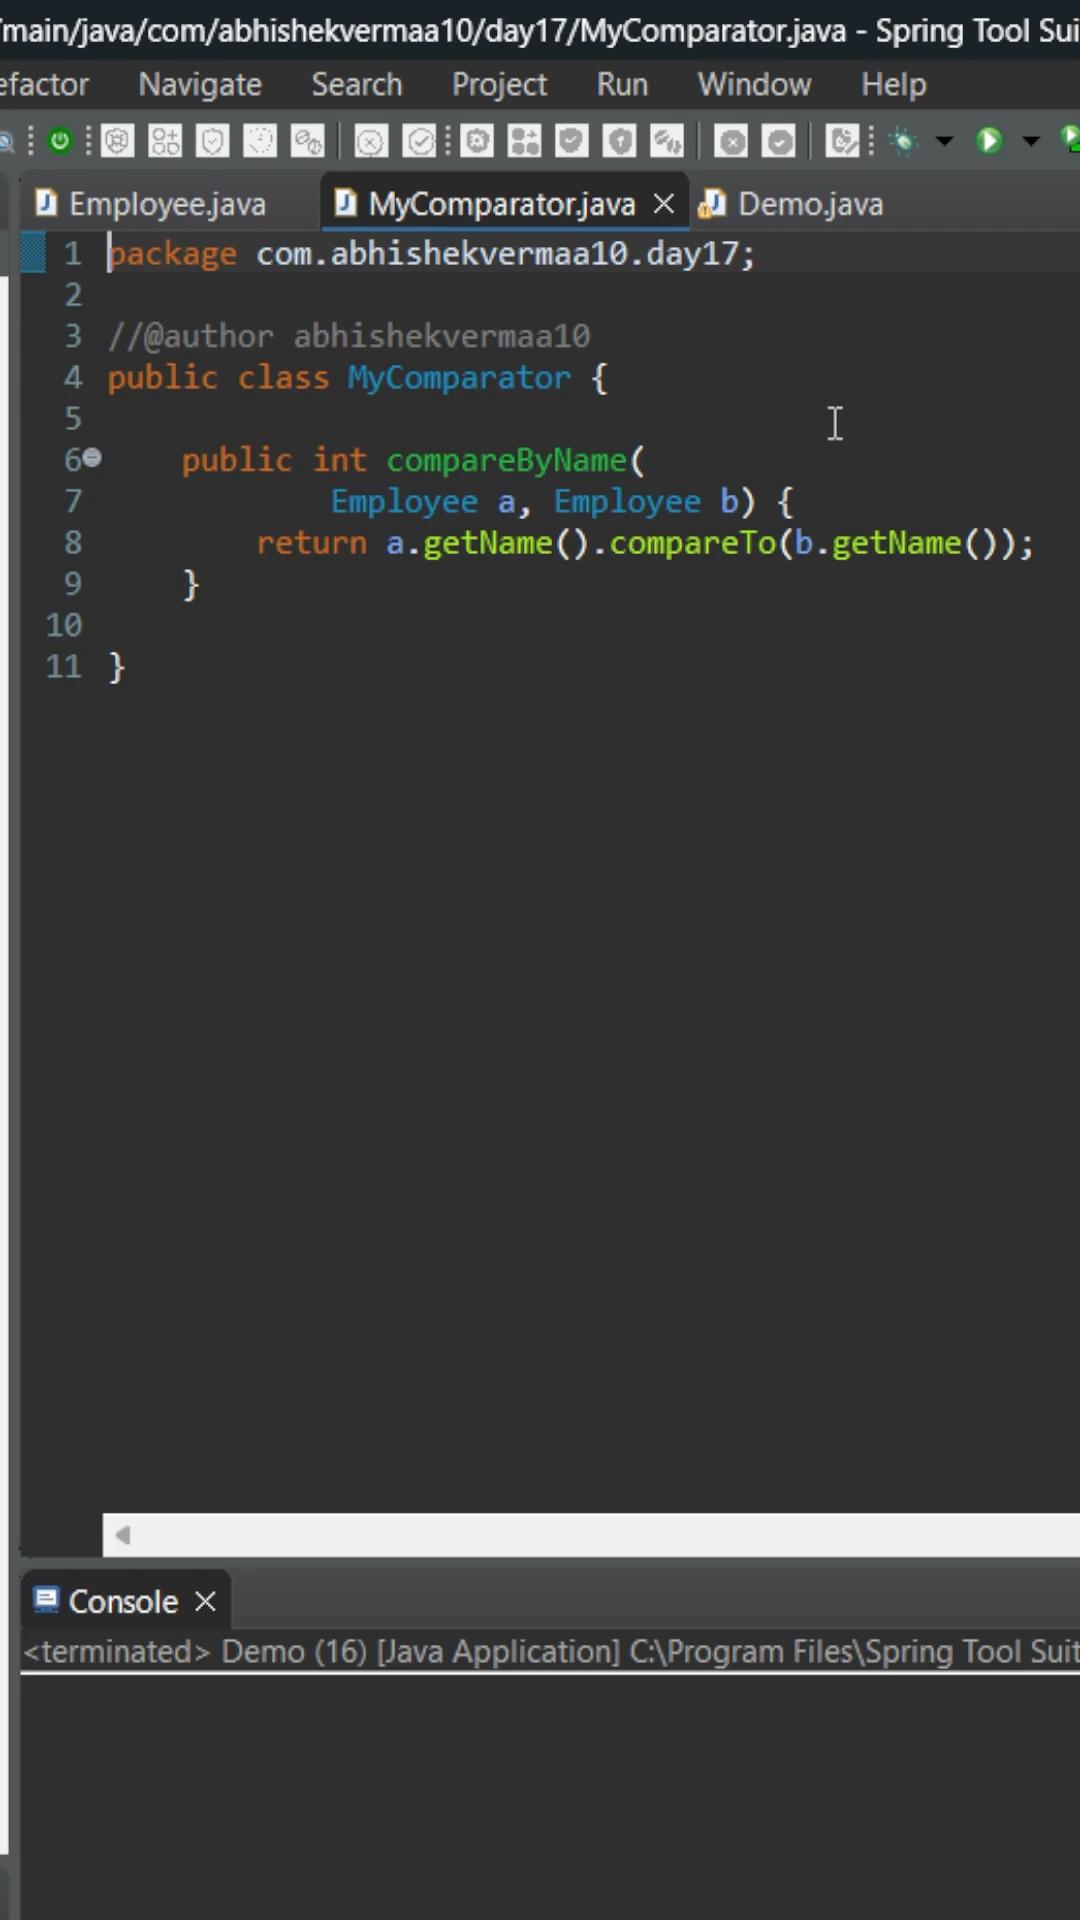 /main/java/com/abhishekvermaa10/day17/MyComparator.java - Spring Tool Sui
efactor Navigate Search Project Run Window Help
Employee.java MyComparator.java Demo.java
1 package com.abhishekvermaa10.day17;
2
3 //@author abhishekvermaa10
4 public class MyComparator {
5
6 public int compareByName(
7 Employee a, Employee b) {
8 return a.getName().compareTo(b.getName());
9 }
10
11 }
Console
<terminated> Demo (16) [Java Application] C:\Program Files\Spring Tool Suit